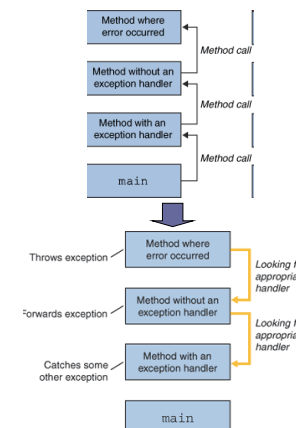 Method where
error occurred
Method call
Method without an
exception handler
Method call
Method with an
exception handler
Method call
main
Throws exception
Method where
error occurred
Looking f
appropria
handler
Forwards exception
Method without an
exception handler
Looking f
appropria
handler
Catches some
other exception
Method with an
exception handler
main